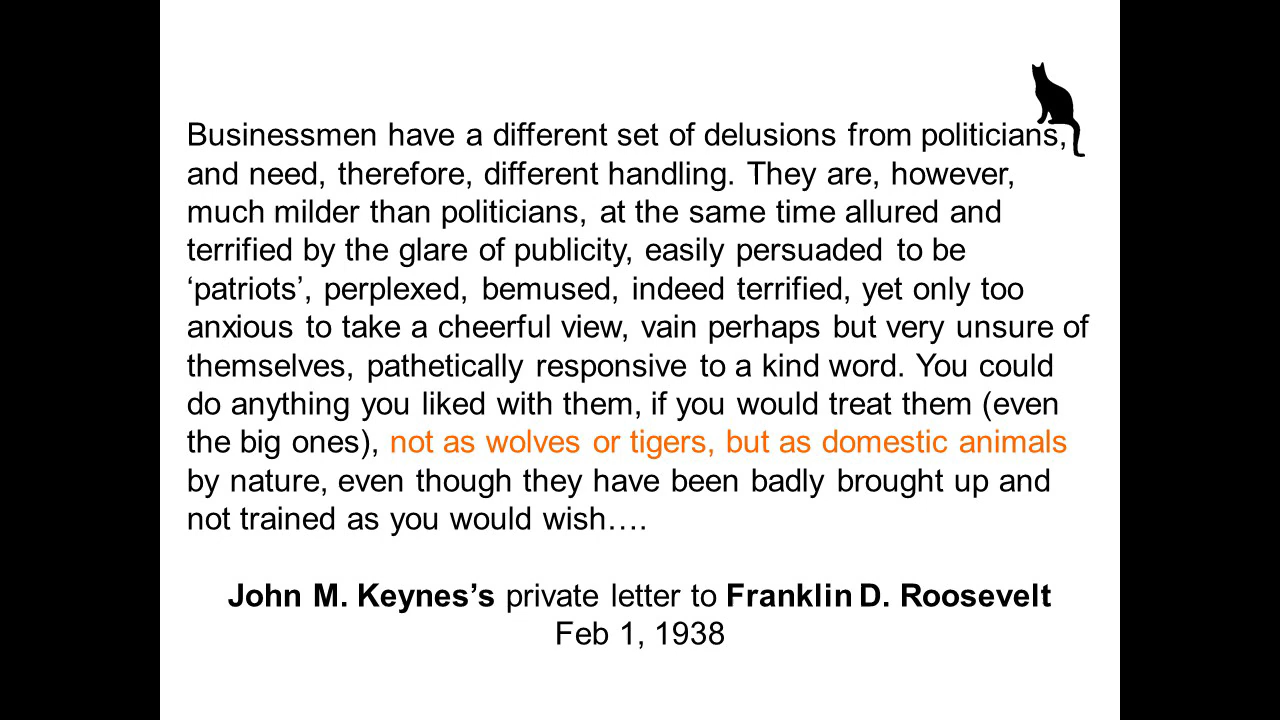 Businessmen have a different set of delusions from politicians,
and need, therefore, different handling. They are, however,
much milder than politicians, at the same time allured and
terrified by the glare of publicity, easily persuaded to be
‘patriots’, perplexed, bemused, indeed terrified, yet only too
anxious to take a cheerful view, vain perhaps but very unsure of
themselves, pathetically responsive to a kind word. You could
do anything you liked with them, if you would treat them (even
the big ones), not as wolves or tigers, but as domestic animals
by nature, even though they have been badly brought up and
not trained as you would wish….
John M. Keynes’s private letter to Franklin D. Roosevelt
Feb 1, 1938